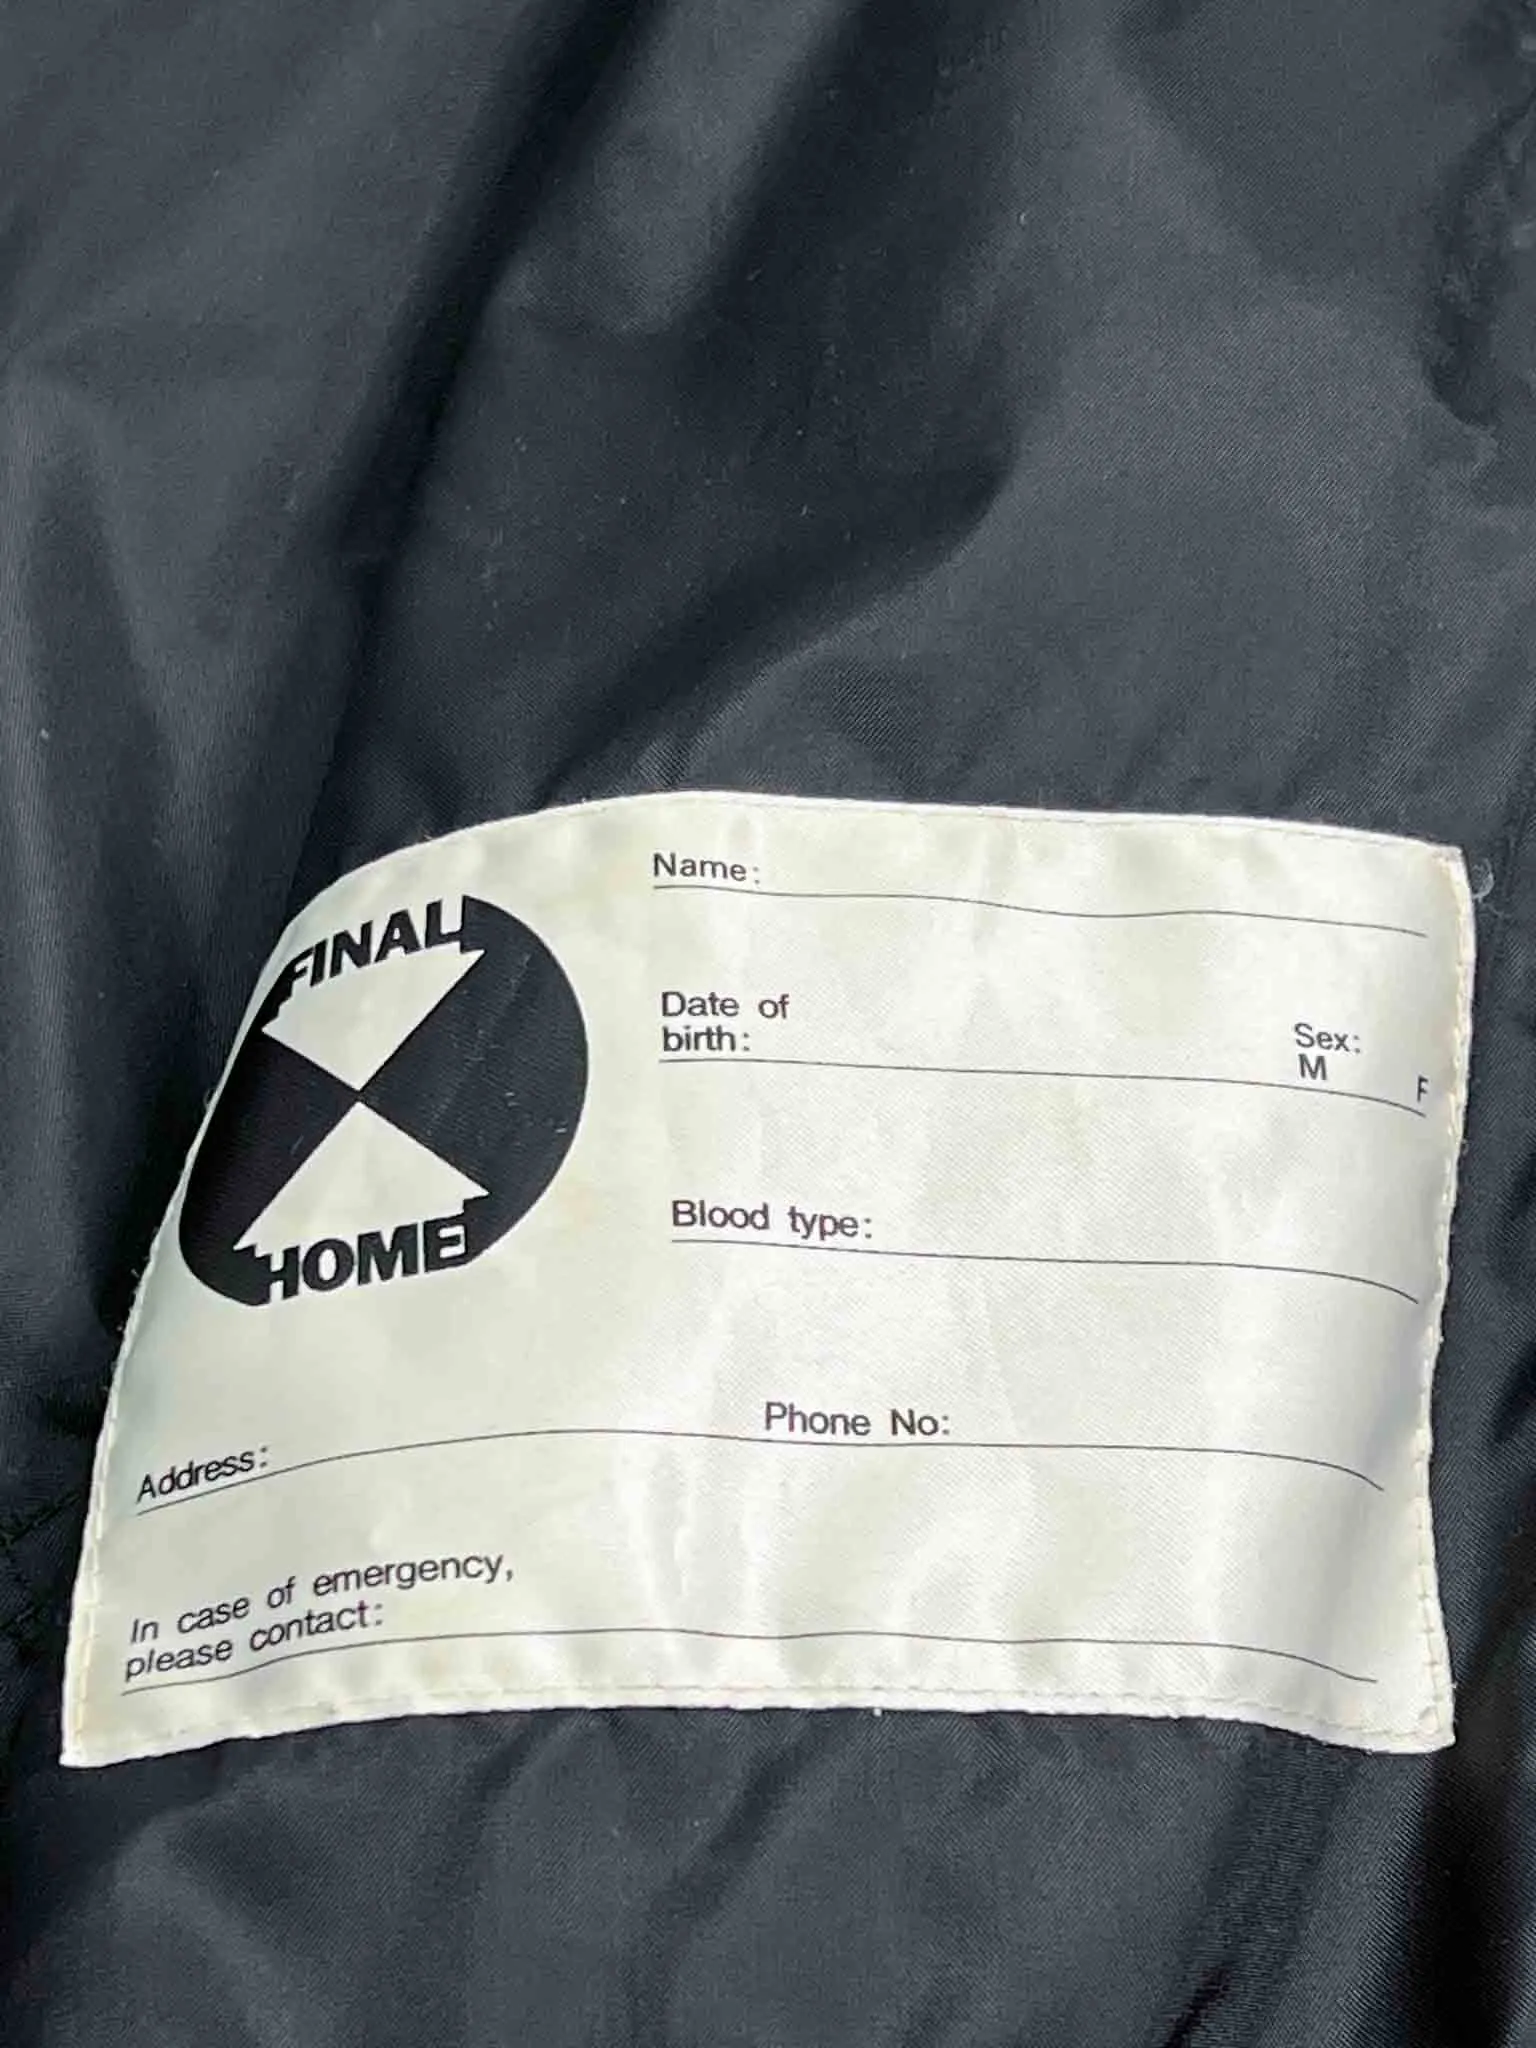 FINAL
HOME
Name:
Date of
birth:
Sex:
M F
Blood type:
Address:
Phone No:
In case of emergency,
please contact: